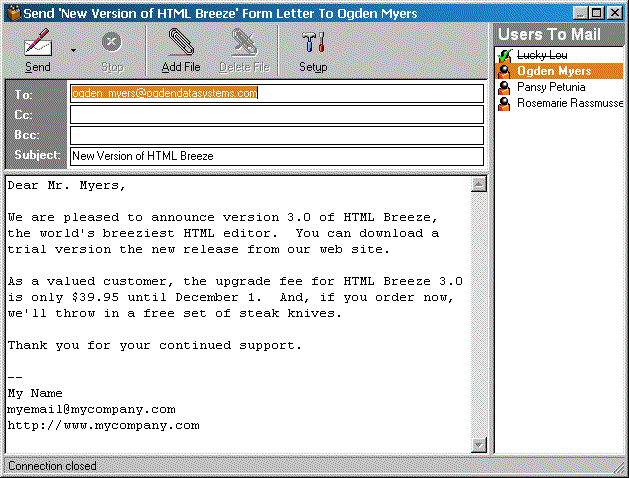 Send 'New Version of HTML Breeze' Form Letter To Ogden Myers
Send
Stop
Add File
Delete File
Setup
To: ogden_myers@ogdendatasystems.com
Cc:
Bcc:
Subject: New Version of HTML Breeze
Dear Mr. Myers,
We are pleased to announce version 3.0 of HTML Breeze,
the world's breeziest HTML editor.  You can download a
trial version the new release from our web site.
As a valued customer, the upgrade fee for HTML Breeze 3.0
is only $39.95 until December 1.  And, if you order now,
we'll throw in a free set of steak knives.
Thank you for your continued support.
--
My Name
myemail@mycompany.com
http://www.mycompany.com
Users To Mail
Lucky Lou
Ogden Myers
Pansy Petunia
Rosemarie Rassmusse
Connection closed